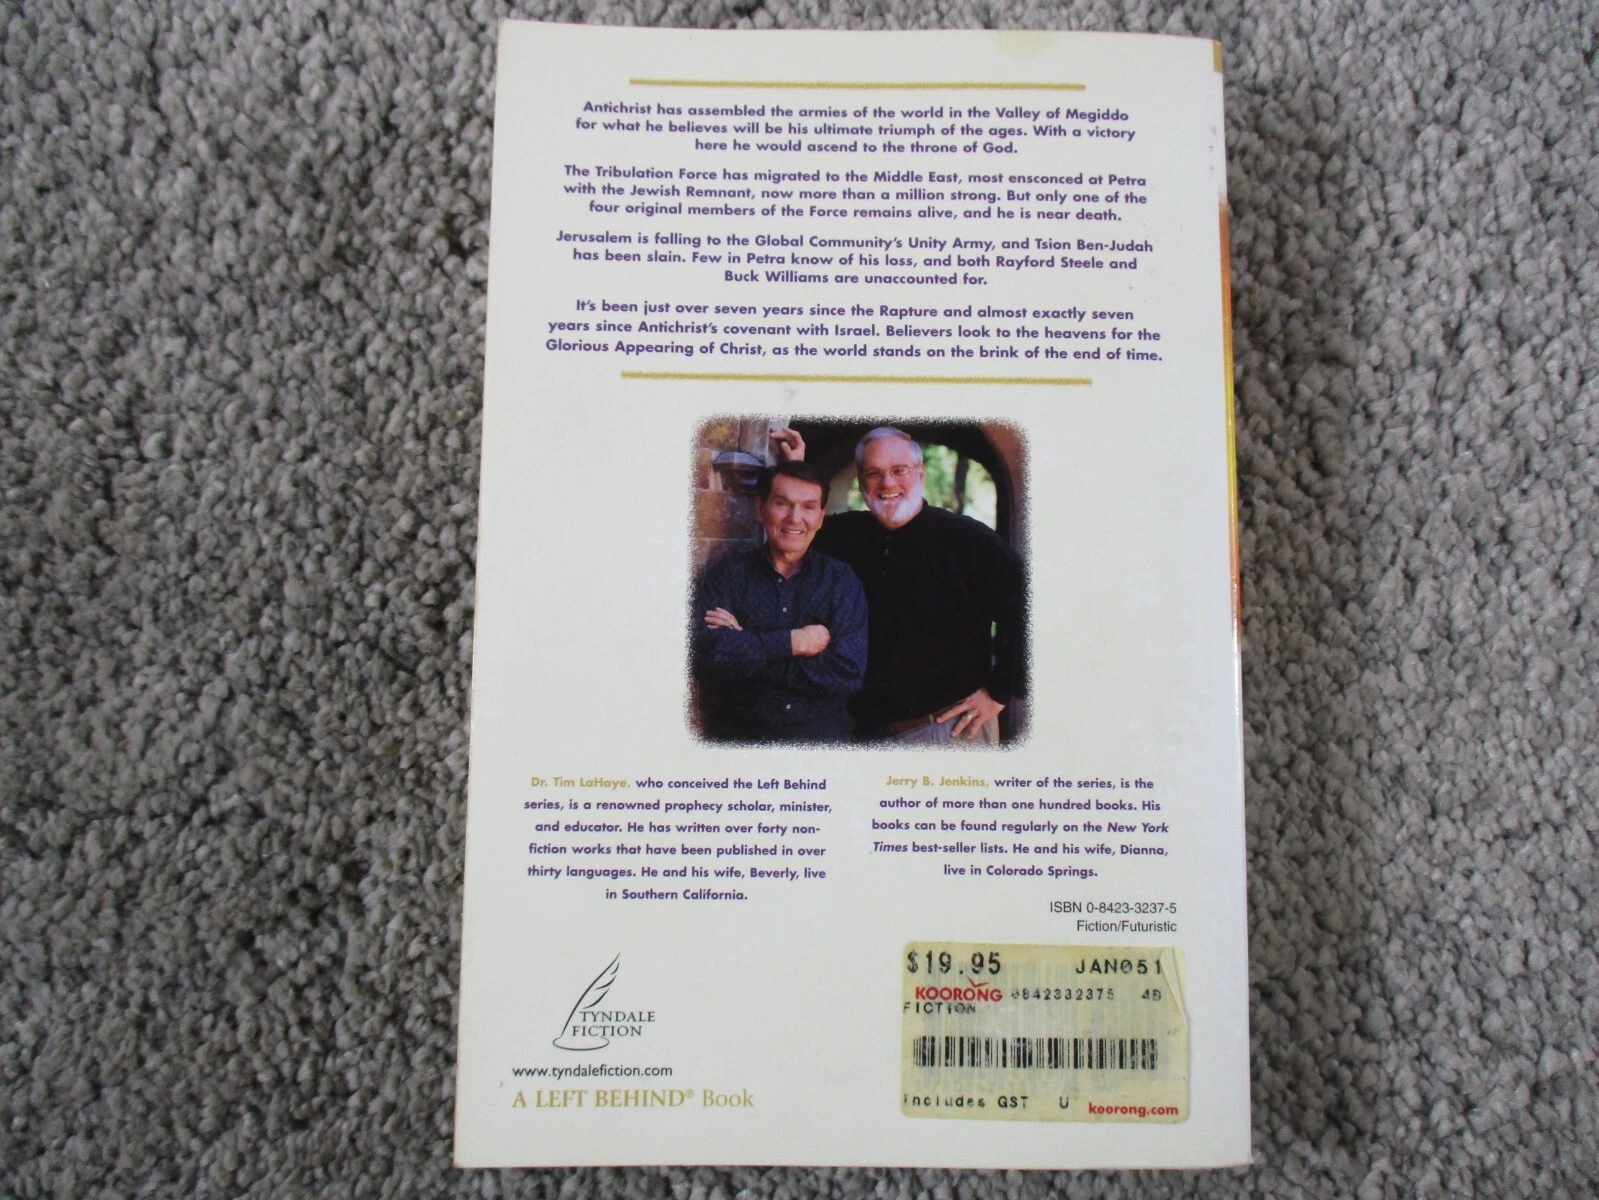 Antichrist has assembled the armies of the world in the Valley of Megiddo
for what he believes will be his ultimate triumph of the ages. With a victory
here he would ascend to the throne of God.
The Tribulation Force has migrated to the Middle East, most ensconced at Petra
with the Jewish Remnant, now more than a million strong. But only one of the
four original members of the Force remains alive, and he is near death.
Jerusalem is falling to the Global Community's Unity Army, and Tsion Ben-Judah
has been slain. Few in Petra know of his loss, and both Rayford Steele and
Buck Williams are unaccounted for.
It's been just over seven years since the Rapture and almost exactly seven
years since Antichrist's covenant with Israel. Believers look to the heavens for the
Glorious Appearing of Christ, as the world stands on the brink of the end of time.
Dr. Tim LaHaye, who conceived the Left Behind
series, is a renowned prophecy scholar, minister,
and educator. He has written over forty non-
fiction works that have been published in over
thirty languages. He and his wife, Beverly, live
in Southern California.
Jerry B. Jenkins, writer of the series, is the
author of more than one hundred books. His
books can be found regularly on the New York
Times best-seller lists. He and his wife, Dianna,
live in Colorado Springs.
ISBN 0-8423-3237-5
Fiction/Futuristic
TYNDALE
FICTION
www.tyndalefiction.com
A LEFT BEHIND® Book
$19.95 JAN051
KOORONG 0842332375 4B
FICTION
includes GST U koorong.com